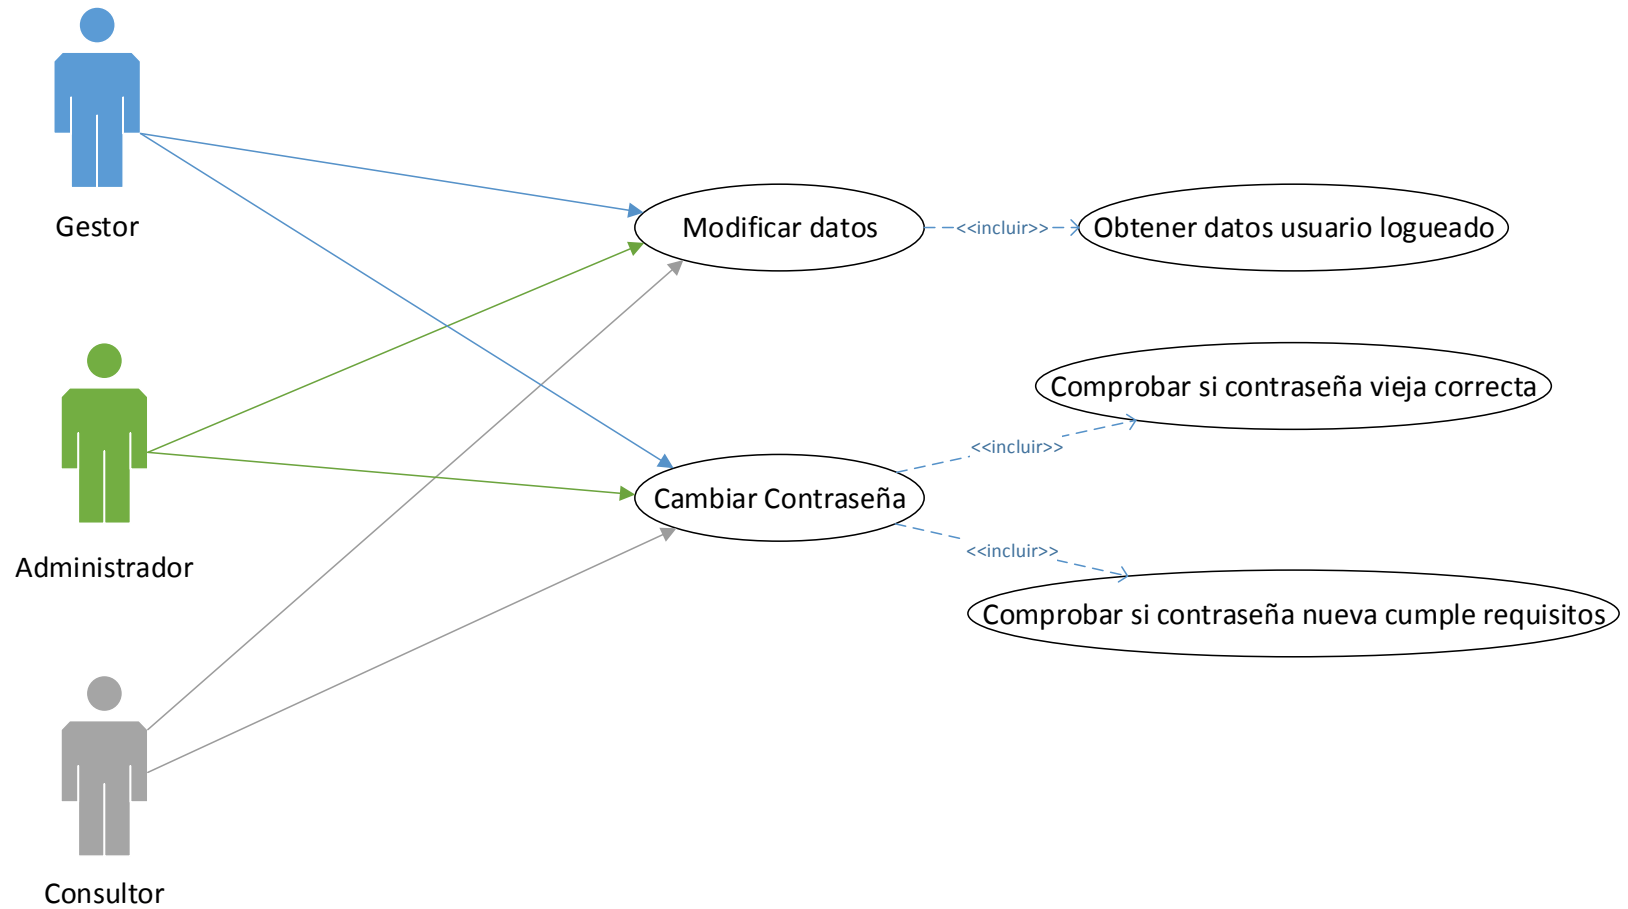 Gestor
Modificar datos
<<incluir>>
Obtener datos usuario logueado
Comprobar si contraseña vieja correcta
<<incluir>>
Cambiar Contraseña
<<incluir>>
Administrador
Comprobar si contraseña nueva cumple requisitos
Consultor